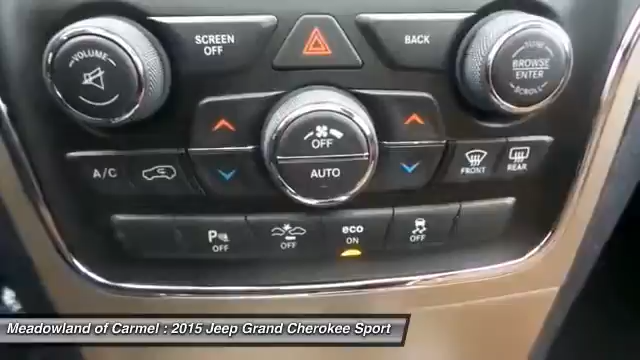 SCREEN
OFF
BACK
VOLUME
TUNE
BROWSE
ENTER
SCROLL
OFF
AUTO
A/C
FRONT
REAR
P
OFF
OFF
eco
ON
OFF
Meadowland of Carmel : 2015 Jeep Grand Cherokee Sport